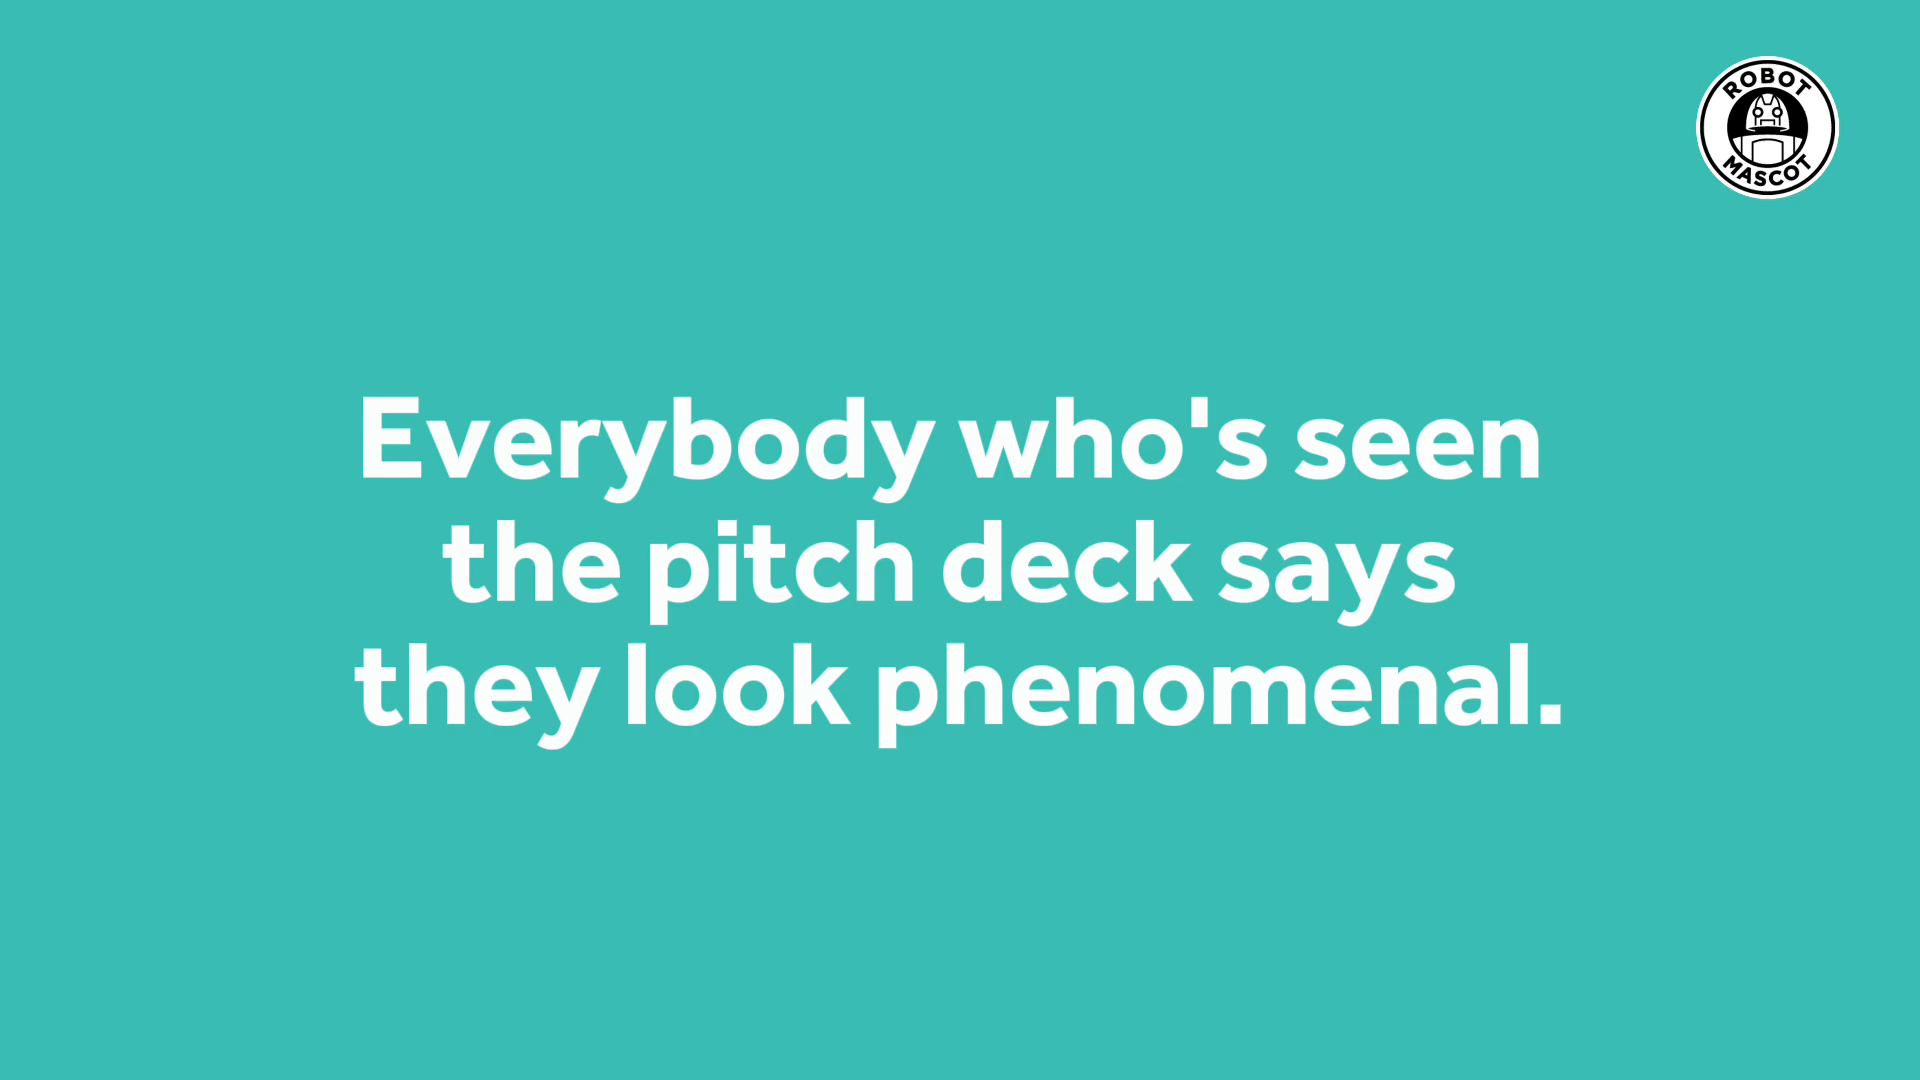 ROBOT
MASCOT
Everybody who's seen
the pitch deck says
they look phenomenal.